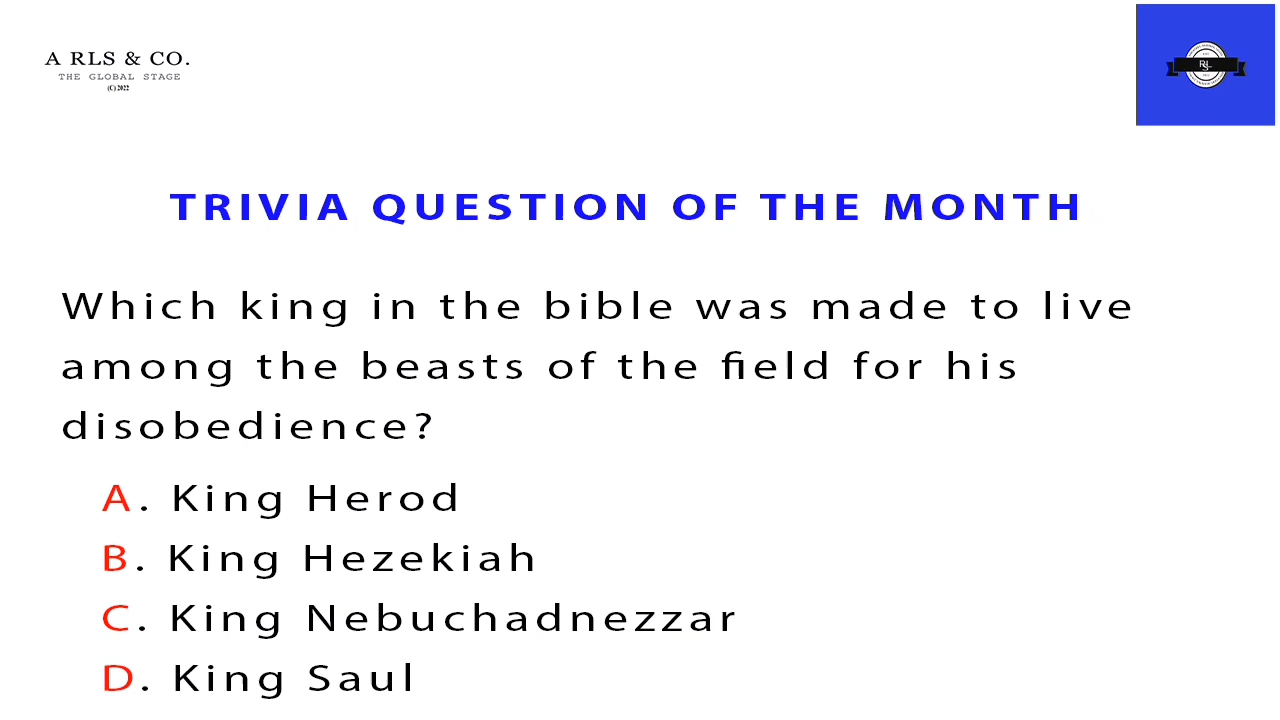 A RLS & CO.
THE GLOBAL STAGE
(C) 2022
TRIVIA QUESTION OF THE MONTH
Which king in the bible was made to live
among the beasts of the field for his
disobedience?
A. King Herod
B. King Hezekiah
C. King Nebuchadnezzar
D. King Saul